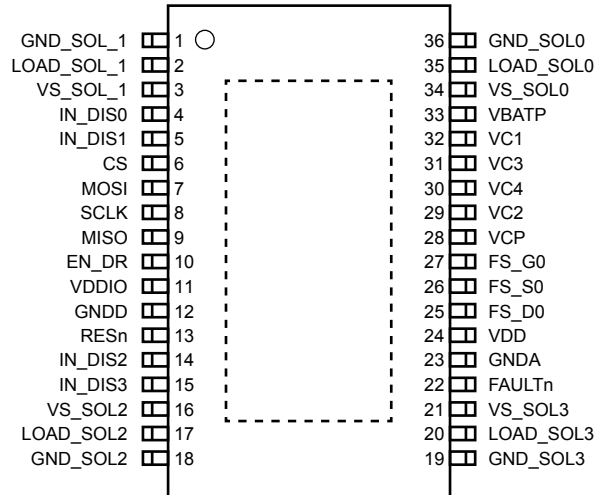 GND_SOL_1 1 36 GND_SOL0
LOAD_SOL_1 2 35 LOAD_SOL0
VS_SOL_1 3 34 VS_SOL0
IN_DIS0 4 33 VBATP
IN_DIS1 5 32 VC1
CS 6 31 VC3
MOSI 7 30 VC4
SCLK 8 29 VC2
MISO 9 28 VCP
EN_DR 10 27 FS_G0
VDDIO 11 26 FS_S0
GNDD 12 25 FS_D0
RESn 13 24 VDD
IN_DIS2 14 23 GNDA
IN_DIS3 15 22 FAULTn
VS_SOL2 16 21 VS_SOL3
LOAD_SOL2 17 20 LOAD_SOL3
GND_SOL2 18 19 GND_SOL3